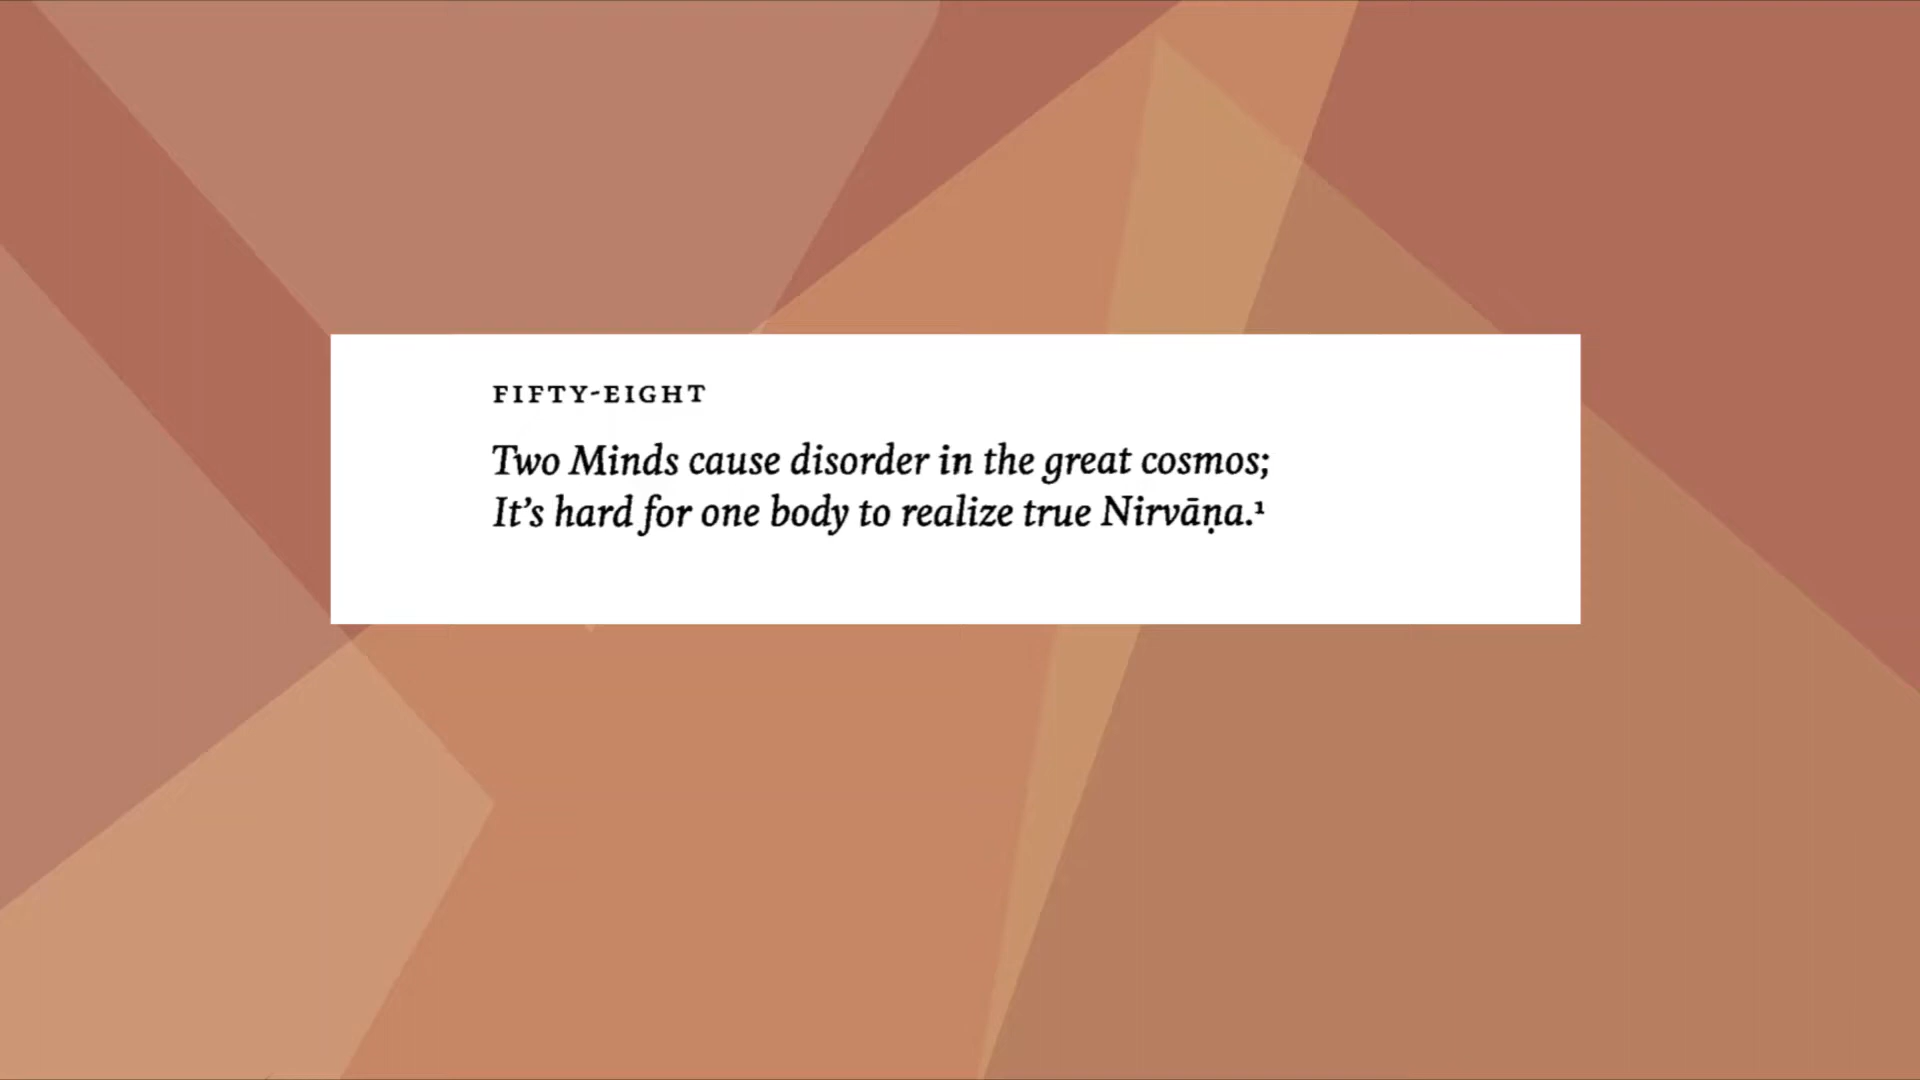 FIFTY-EIGHT
Two Minds cause disorder in the great cosmos;
It’s hard for one body to realize true Nirvāṇa.¹